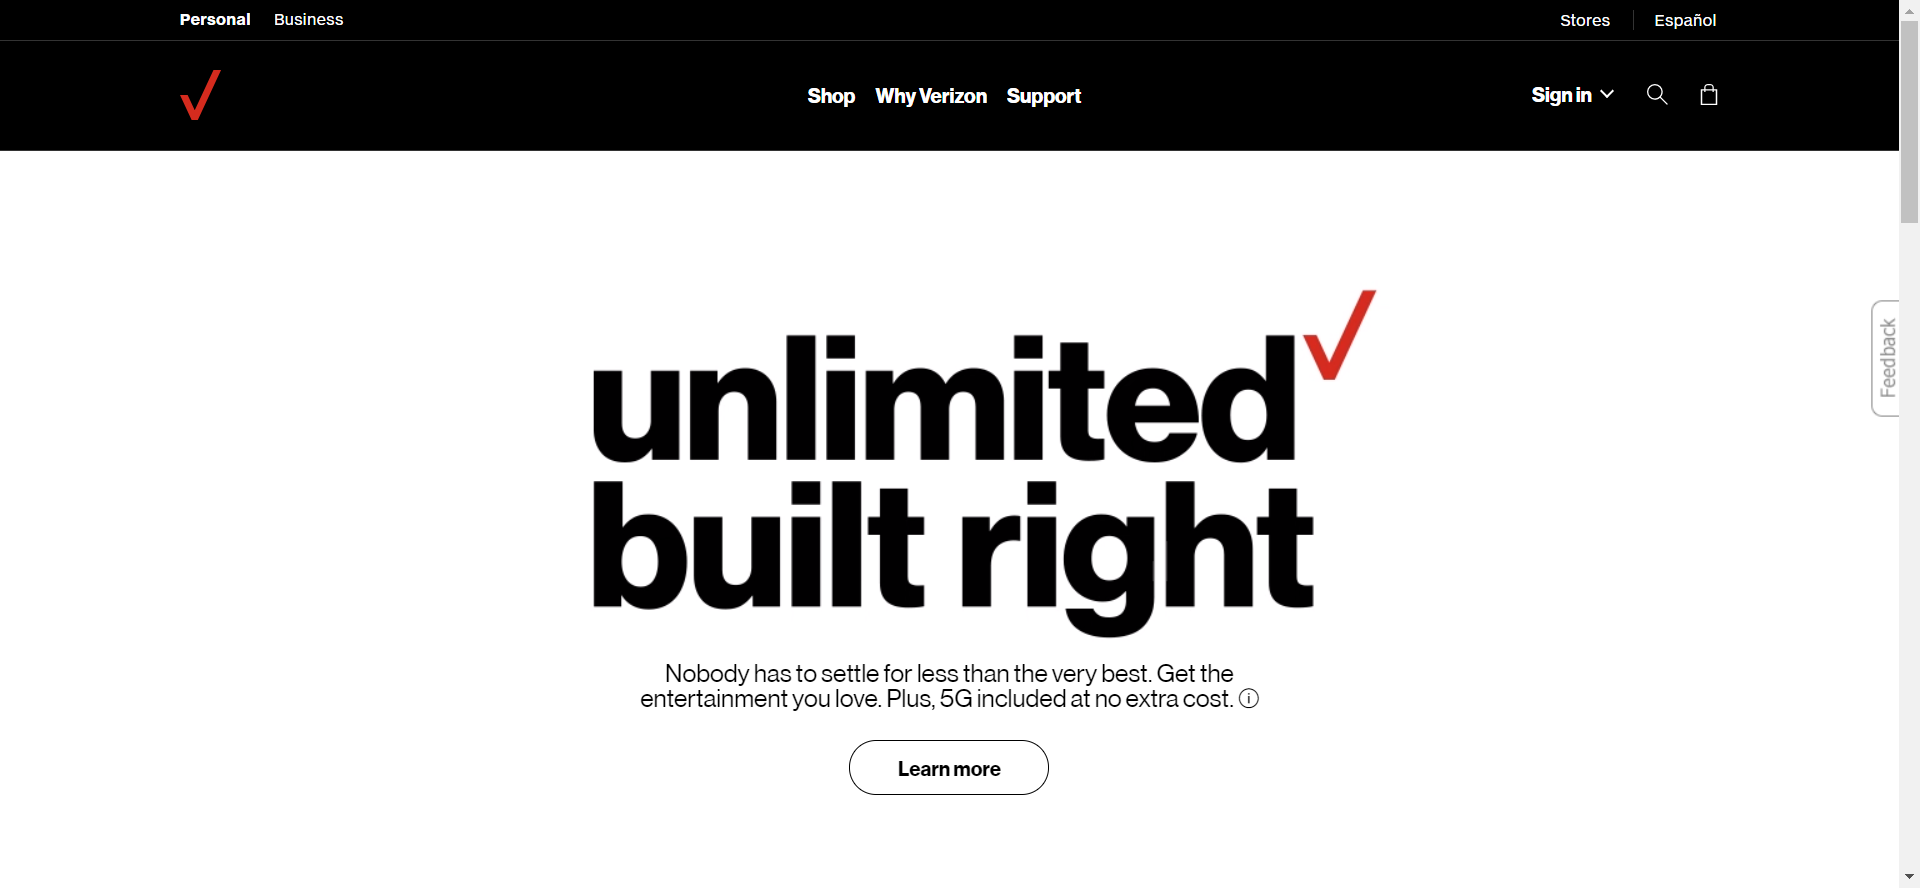 Personal Business Stores Español
Shop Why Verizon Support Sign in
Feedback
unlimited
built right
Nobody has to settle for less than the very best. Get the
entertainment you love. Plus, 5G included at no extra cost. ⓘ
Learn more